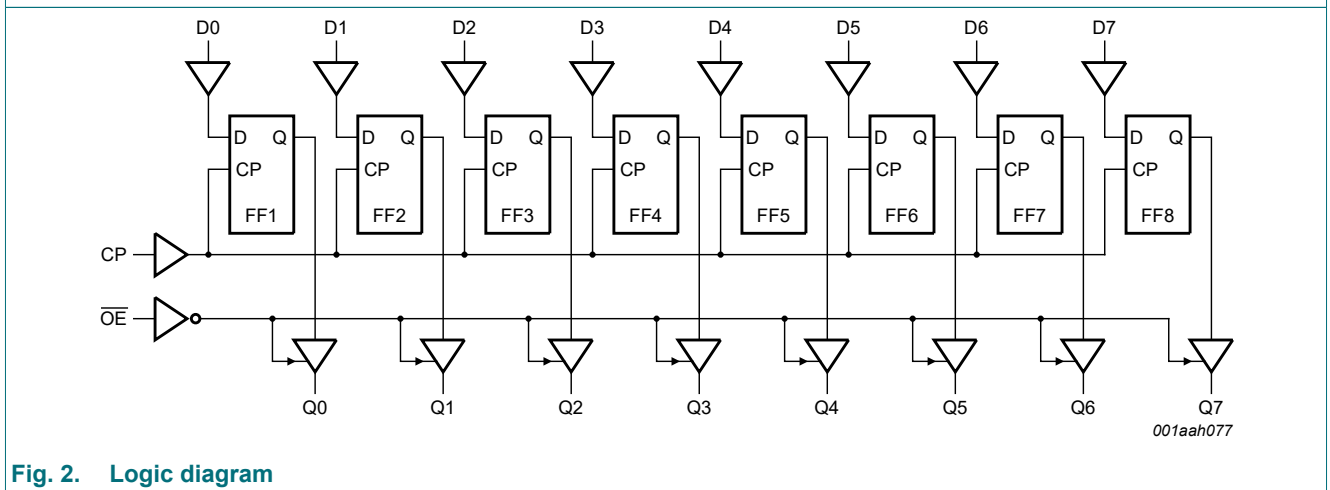 D0 D1 D2 D3 D4 D5 D6 D7
D Q D Q D Q D Q D Q D Q D Q D Q
CP CP CP CP CP CP CP CP
FF1 FF2 FF3 FF4 FF5 FF6 FF7 FF8
CP
O̅E̅
Q0 Q1 Q2 Q3 Q4 Q5 Q6 Q7
001aah077
Fig. 2. Logic diagram